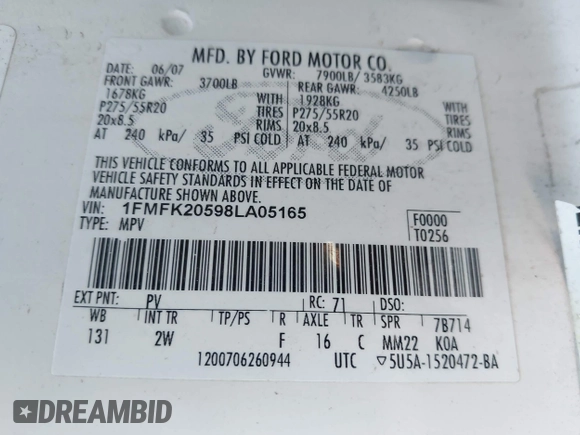 MFD. BY FORD MOTOR CO.
DATE: 06/07 GVWR: 7900LB/ 3583KG
FRONT GAWR: 3700LB REAR GAWR: 4250LB
1678KG WITH 1928KG WITH
P275/55R20 TIRES P275/55R20 TIRES
20x8.5 RIMS 20x8.5 RIMS
AT 240 kPa/ 35 PSI COLD AT 240 kPa/ 35 PSI COLD
THIS VEHICLE CONFORMS TO ALL APPLICABLE FEDERAL MOTOR
VEHICLE SAFETY STANDARDS IN EFFECT ON THE DATE OF
MANUFACTURE SHOWN ABOVE.
VIN: 1FMFK20598LA05165 F0000
TYPE: MPV T0256
EXT PNT: PV RC: 71 DSO:
WB INT TR TP/PS R AXLE TR SPR 7B714
131 2W F 16 C MM22 KOA
1200706260944 UTC ▽5U5A-1520472-BA
DREAMBID